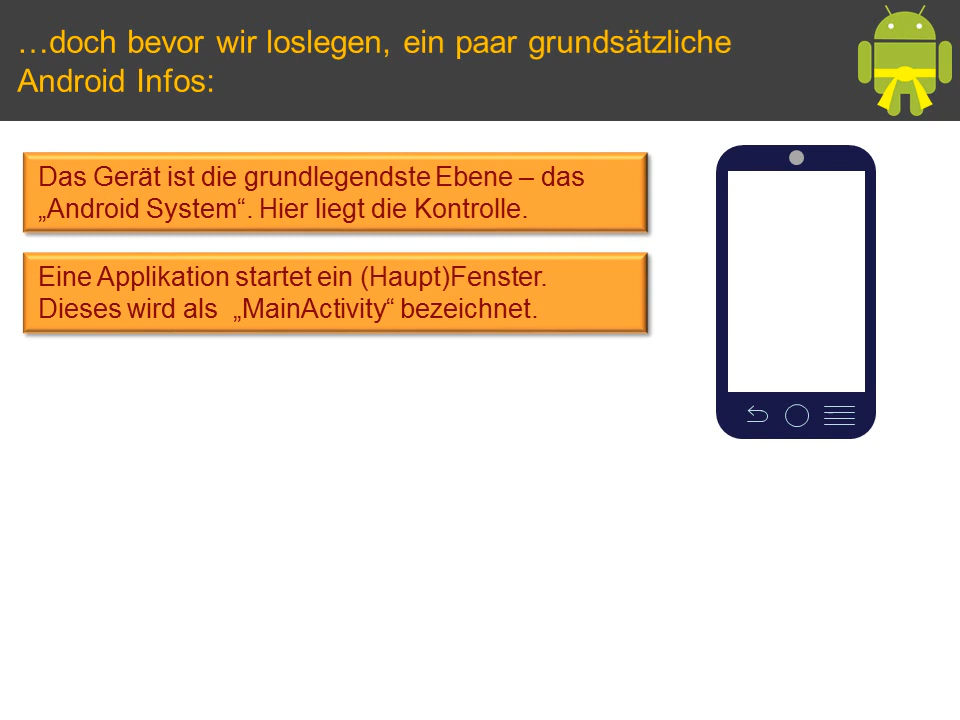 …doch bevor wir loslegen, ein paar grundsätzliche
Android Infos:
Das Gerät ist die grundlegendste Ebene – das
„Android System“. Hier liegt die Kontrolle.
Eine Applikation startet ein (Haupt)Fenster.
Dieses wird als „MainActivity“ bezeichnet.